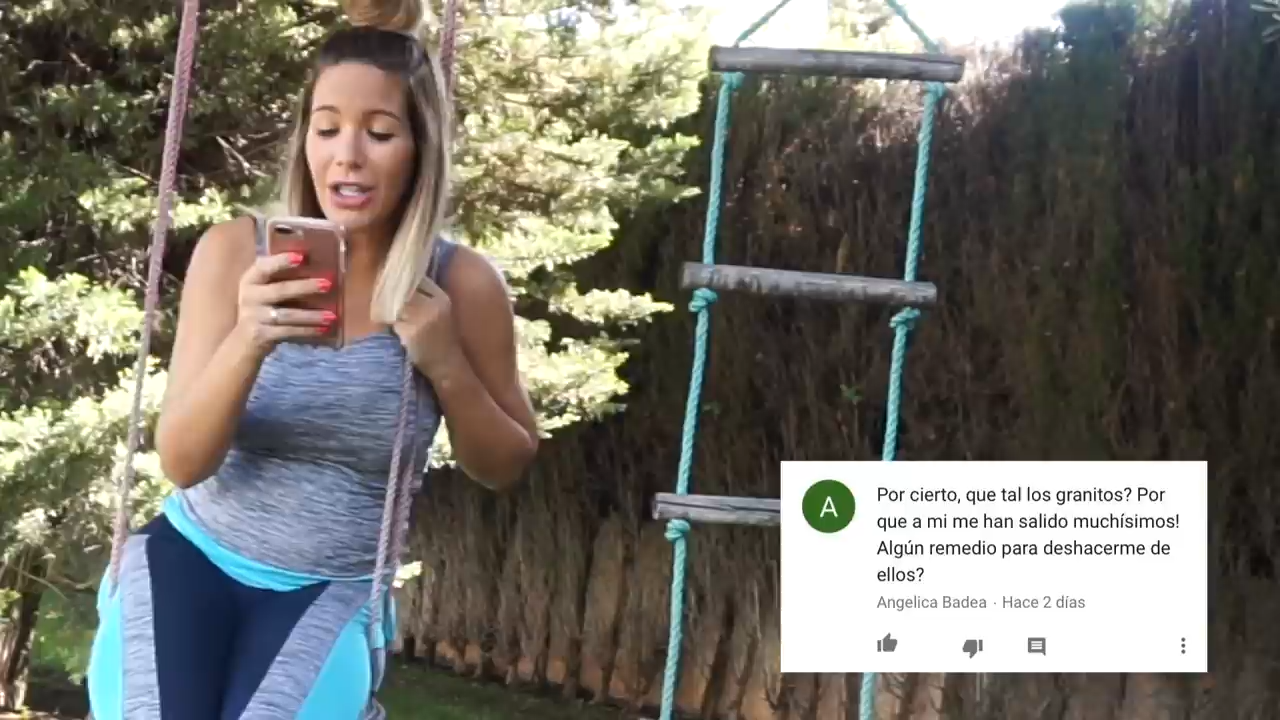 A
Por cierto, que tal los granitos? Por
que a mi me han salido muchísimos!
Algún remedio para deshacerme de
ellos?
Angelica Badea · Hace 2 días